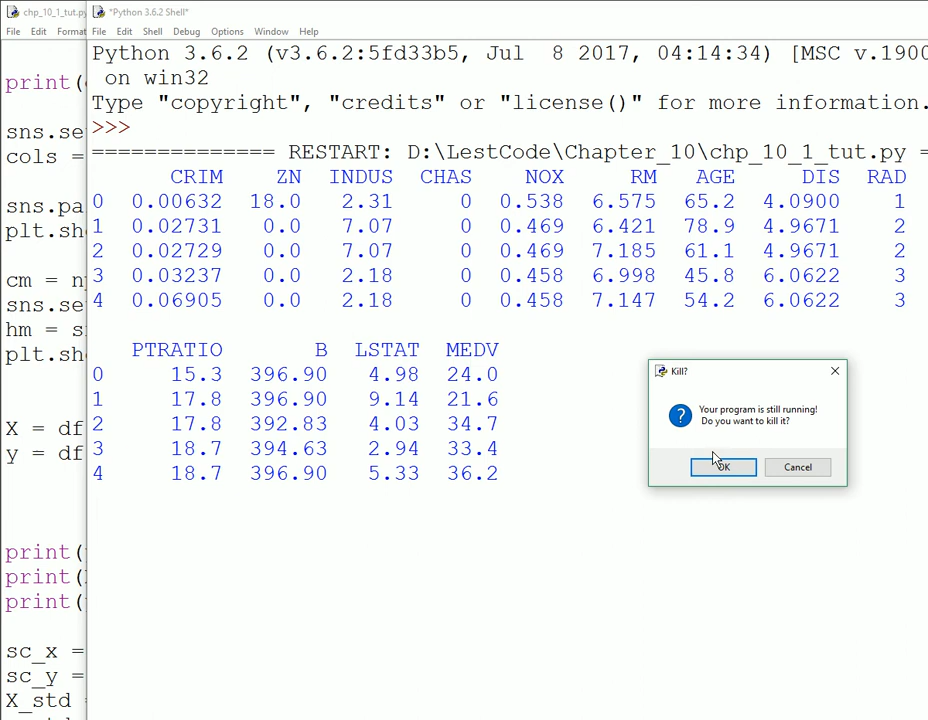 chp_10_1_tut.py
File Edit Format
print(
sns.se
cols =
sns.pa
plt.sh
cm = n
sns.se
hm = s
plt.sh
X = df
y = df
print(
print(
print(
sc_x =
sc_y =
X_std
*Python 3.6.2 Shell*
File Edit Shell Debug Options Window Help
Python 3.6.2 (v3.6.2:5fd33b5, Jul 8 2017, 04:14:34) [MSC v.1900
on win32
Type "copyright", "credits" or "license()" for more information.
>>>
============== RESTART: D:\LestCode\Chapter_10\chp_10_1_tut.py =
CRIM ZN INDUS CHAS NOX RM AGE DIS RAD
0 0.00632 18.0 2.31 0 0.538 6.575 65.2 4.0900 1
1 0.02731 0.0 7.07 0 0.469 6.421 78.9 4.9671 2
2 0.02729 0.0 7.07 0 0.469 7.185 61.1 4.9671 2
3 0.03237 0.0 2.18 0 0.458 6.998 45.8 6.0622 3
4 0.06905 0.0 2.18 0 0.458 7.147 54.2 6.0622 3
PTRATIO B LSTAT MEDV
0 15.3 396.90 4.98 24.0
1 17.8 396.90 9.14 21.6
2 17.8 392.83 4.03 34.7
3 18.7 394.63 2.94 33.4
4 18.7 396.90 5.33 36.2
Kill?
Your program is still running!
Do you want to kill it?
OK Cancel